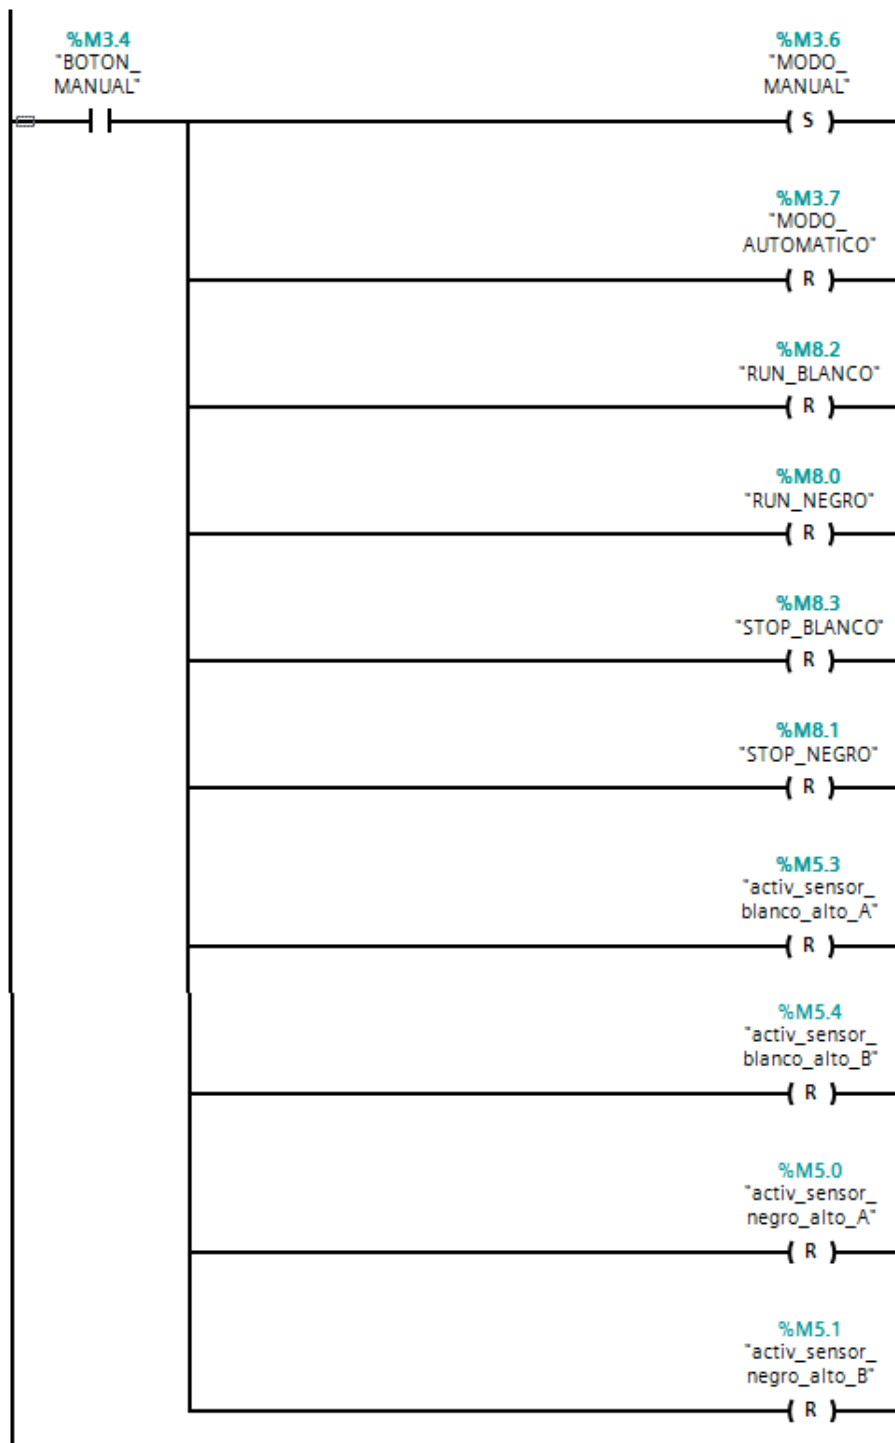 %M3.4
"BOTON_
MANUAL"
%M3.6
"MODO_
MANUAL"
S
%M3.7
"MODO_
AUTOMATICO"
R
%M8.2
"RUN_BLANCO"
R
%M8.0
"RUN_NEGRO"
R
%M8.3
"STOP_BLANCO"
R
%M8.1
"STOP_NEGRO"
R
%M5.3
"activ_sensor_
blanco_alto_A"
R
%M5.4
"activ_sensor_
blanco_alto_B"
R
%M5.0
"activ_sensor_
negro_alto_A"
R
%M5.1
"activ_sensor_
negro_alto_B"
R